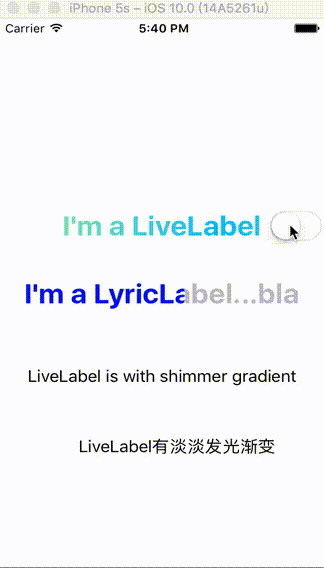 iPhone 5s – iOS 10.0 (14A5261u)
Carrier 5:40 PM
I'm a LiveLabel
I'm a LyricLabel...bla
LiveLabel is with shimmer gradient
LiveLabel有淡淡发光渐变